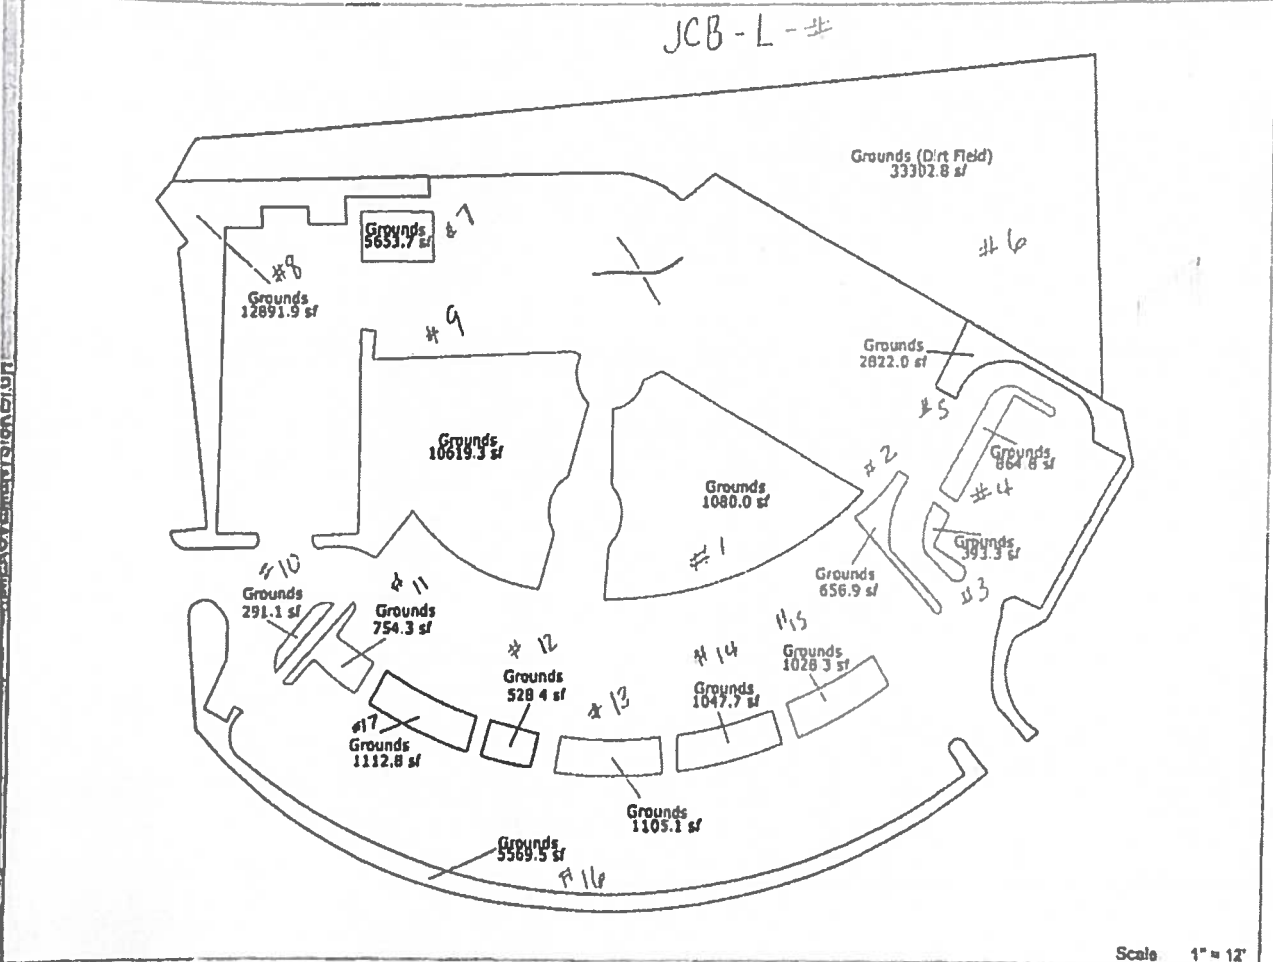 JCB - L - #
Grounds (Dirt Field)
33302.8 sf
# 6
Grounds
5653.7 sf
# 7
#8
Grounds
12891.9 sf
# 9
Grounds
2822.0 sf
# 5
Grounds
10619.3 sf
Grounds
1080.0 sf
# 1
# 2
Grounds
864.8 sf
# 4
Grounds
393.3 sf
# 3
Grounds
656.9 sf
# 10
Grounds
291.1 sf
# 11
Grounds
754.3 sf
# 12
Grounds
528 4 sf
# 13
# 14
Grounds
1047.7 sf
#15
Grounds
1028 3 sf
#17
Grounds
1112.8 sf
Grounds
1105.1 sf
Grounds
5569.5 sf
# 16
Scale 1" = 12'